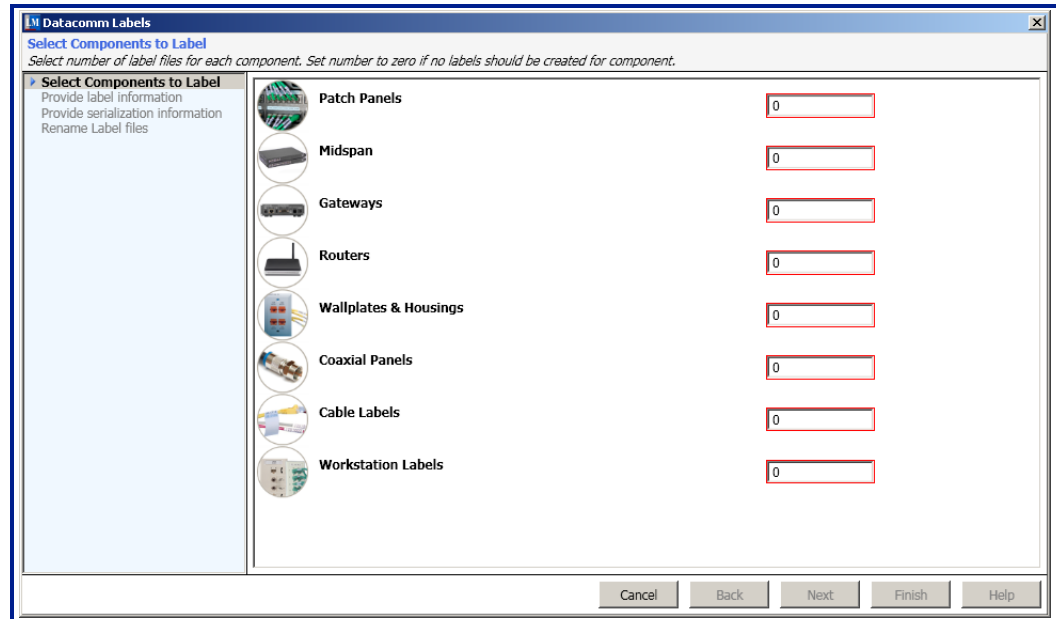 LM Datacomm Labels
Select Components to Label
Select number of label files for each component. Set number to zero if no labels should be created for component.
Select Components to Label
Provide label information
Provide serialization information
Rename Label files
Patch Panels 0
Midspan 0
Gateways 0
Routers 0
Wallplates & Housings 0
Coaxial Panels 0
Cable Labels 0
Workstation Labels 0
Cancel Back Next Finish Help